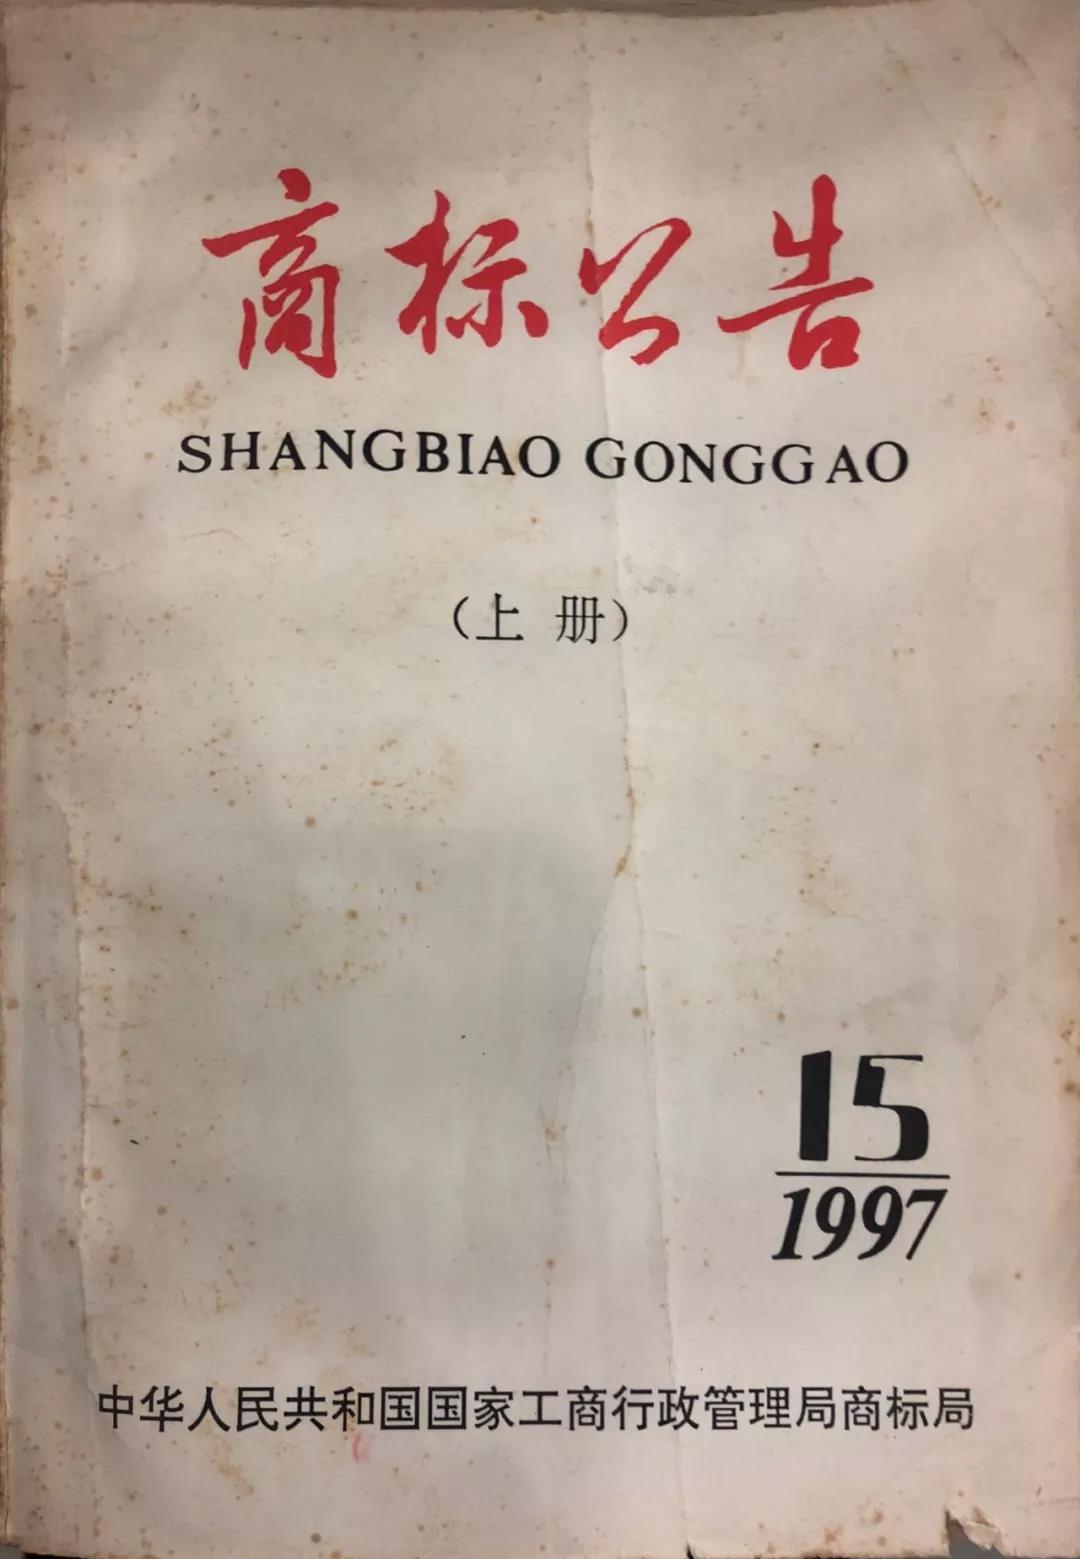 商标公告
SHANGBIAO GONGGAO
（上 册）
15
1997
中华人民共和国国家工商行政管理局商标局